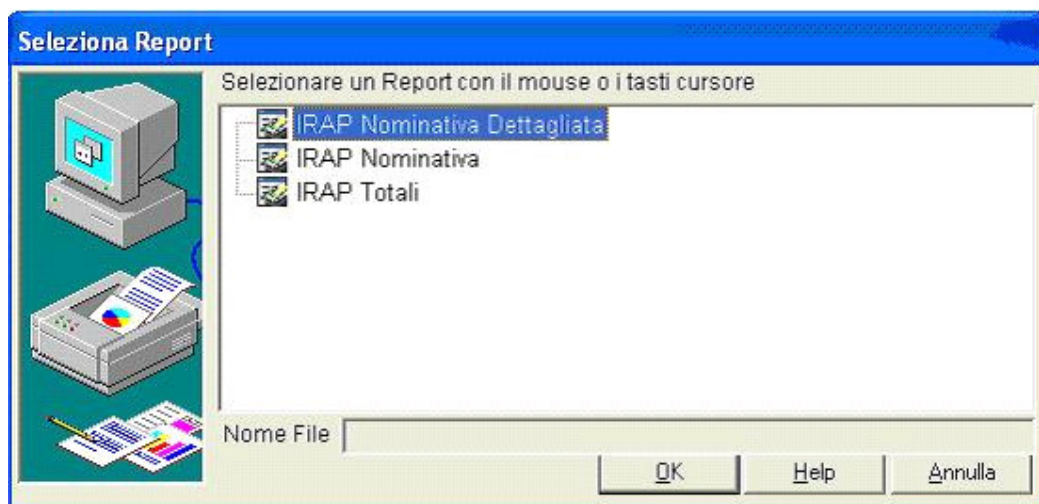 Seleziona Report
Selezionare un Report con il mouse o i tasti cursore
IRAP Nominativa Dettagliata
IRAP Nominativa
IRAP Totali
Nome File
OK Help Annulla